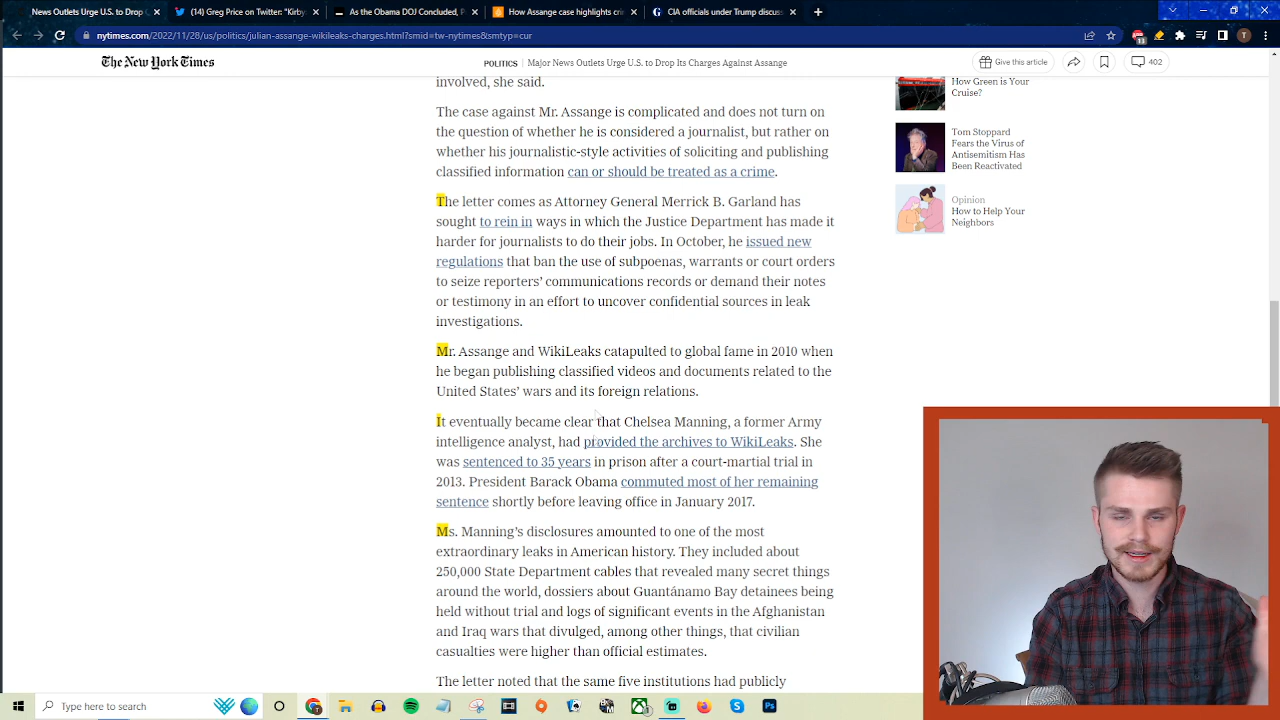 News Outlets Urge U.S. to Drop
(14) Greg Price on Twitter: "Kirby
As the Obama DOJ Concluded, P
How Assange case highlights cri
CIA officials under Trump discuss
nytimes.com/2022/11/28/us/politics/julian-assange-wikileaks-charges.html?smid=tw-nytimes&smtyp=cur
11
T
The New York Times
POLITICS | Major News Outlets Urge U.S. to Drop Its Charges Against Assange
Give this article
402
involved, she said.
The case against Mr. Assange is complicated and does not turn on
the question of whether he is considered a journalist, but rather on
whether his journalistic-style activities of soliciting and publishing
classified information can or should be treated as a crime.
The letter comes as Attorney General Merrick B. Garland has
sought to rein in ways in which the Justice Department has made it
harder for journalists to do their jobs. In October, he issued new
regulations that ban the use of subpoenas, warrants or court orders
to seize reporters' communications records or demand their notes
or testimony in an effort to uncover confidential sources in leak
investigations.
Mr. Assange and WikiLeaks catapulted to global fame in 2010 when
he began publishing classified videos and documents related to the
United States' wars and its foreign relations.
It eventually became clear that Chelsea Manning, a former Army
intelligence analyst, had provided the archives to WikiLeaks. She
was sentenced to 35 years in prison after a court-martial trial in
2013. President Barack Obama commuted most of her remaining
sentence shortly before leaving office in January 2017.
Ms. Manning's disclosures amounted to one of the most
extraordinary leaks in American history. They included about
250,000 State Department cables that revealed many secret things
around the world, dossiers about Guantánamo Bay detainees being
held without trial and logs of significant events in the Afghanistan
and Iraq wars that divulged, among other things, that civilian
casualties were higher than official estimates.
The letter noted that the same five institutions had publicly
How Green is Your
Cruise?
Tom Stoppard
Fears the Virus of
Antisemitism Has
Been Reactivated
Opinion
How to Help Your
Neighbors
Type here to search
Ps